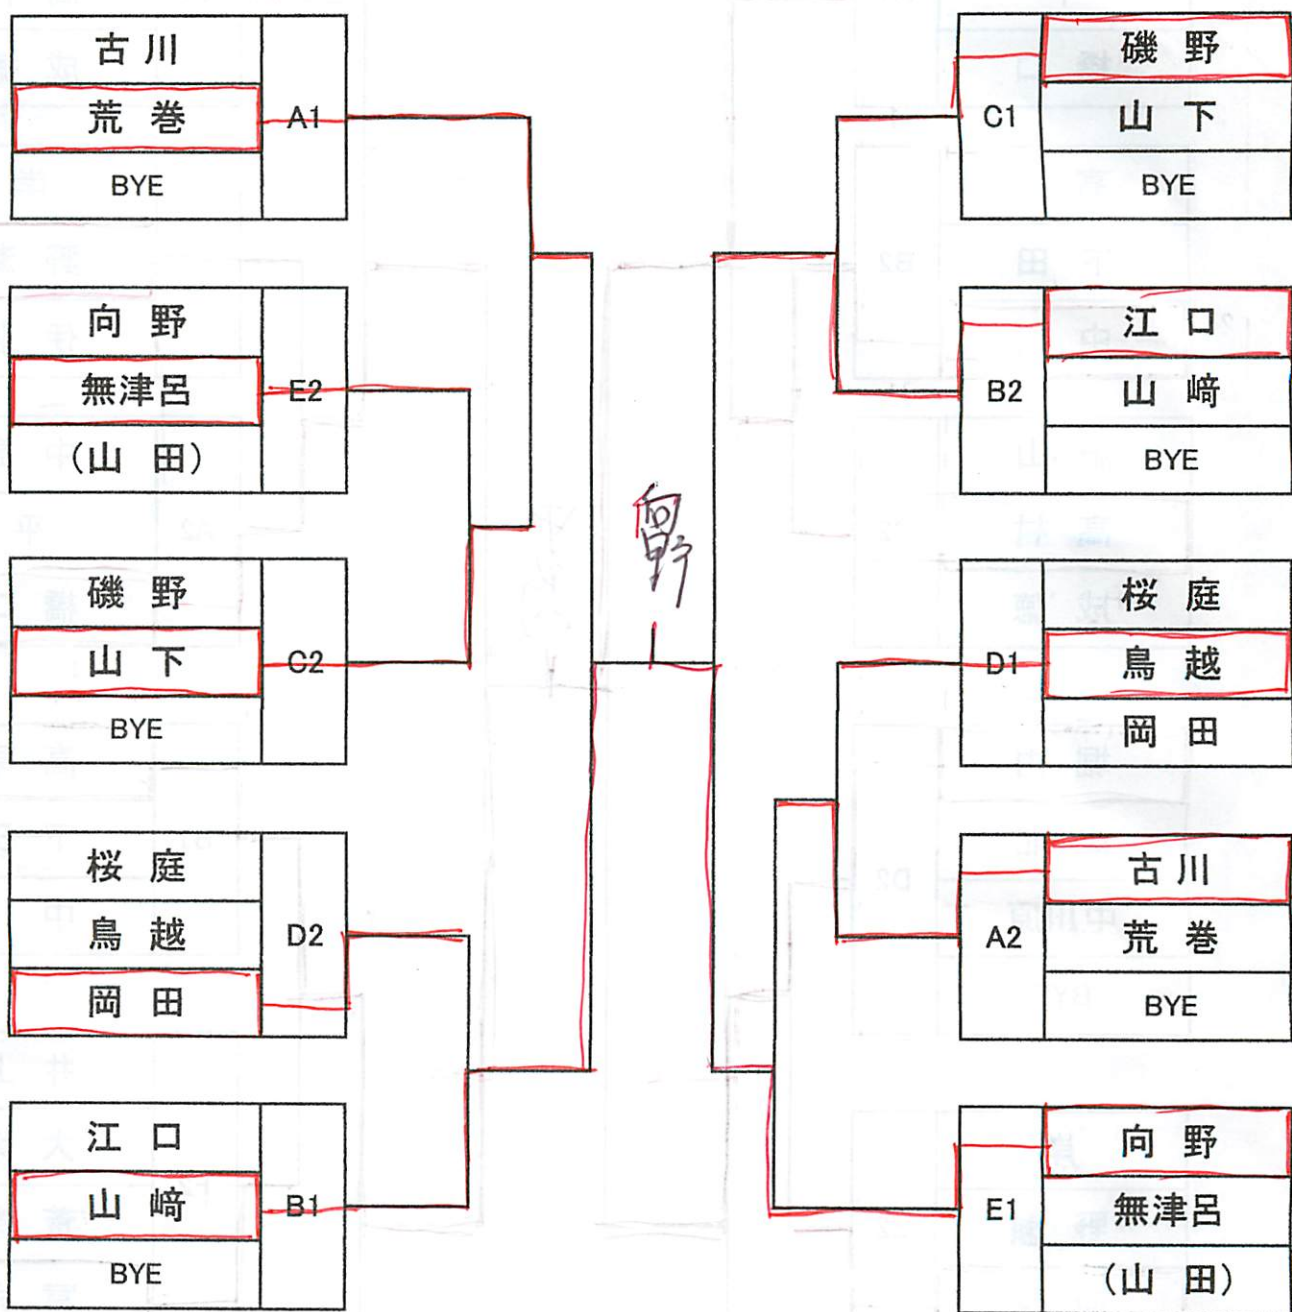 古川
荒巻
BYE
A1
向野
無津呂
(山田)
E2
磯野
山下
BYE
C2
桜庭
鳥越
岡田
D2
江口
山﨑
BYE
B1
向野
磯野
山下
BYE
C1
江口
山﨑
BYE
B2
桜庭
鳥越
岡田
D1
古川
荒巻
BYE
A2
向野
無津呂
(山田)
E1